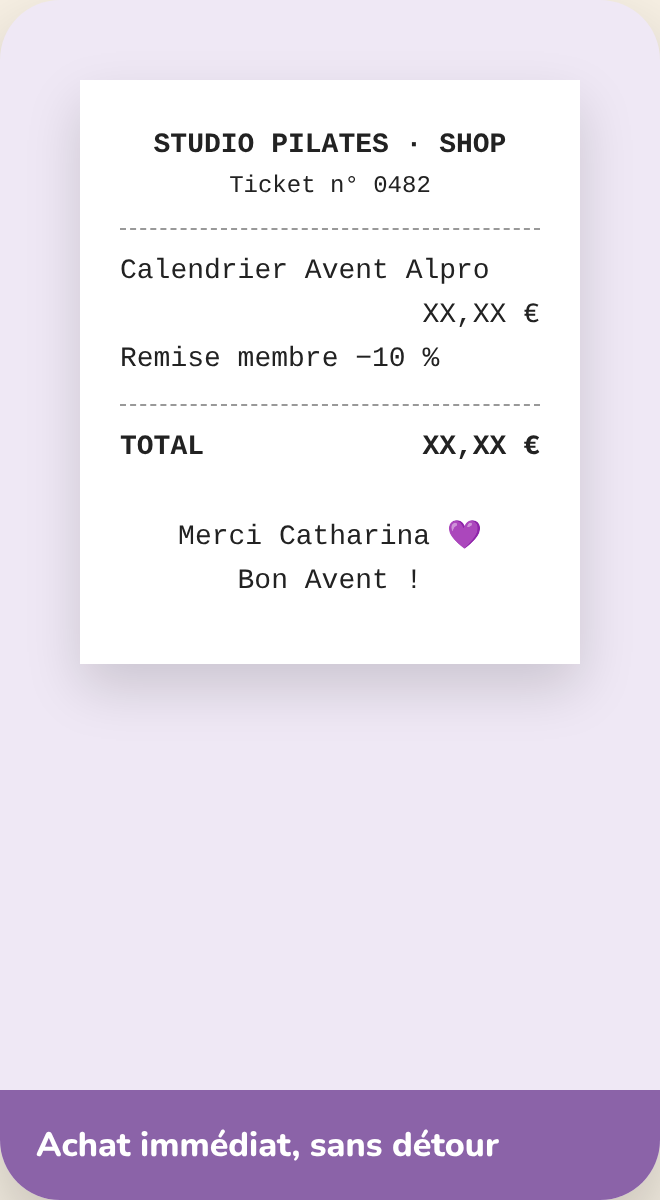 STUDIO PILATES · SHOP
Ticket n° 0482
Calendrier Avent Alpro
XX,XX €
Remise membre −10 %
TOTAL XX,XX €
Merci Catharina 💜
Bon Avent !
Achat immédiat, sans détour